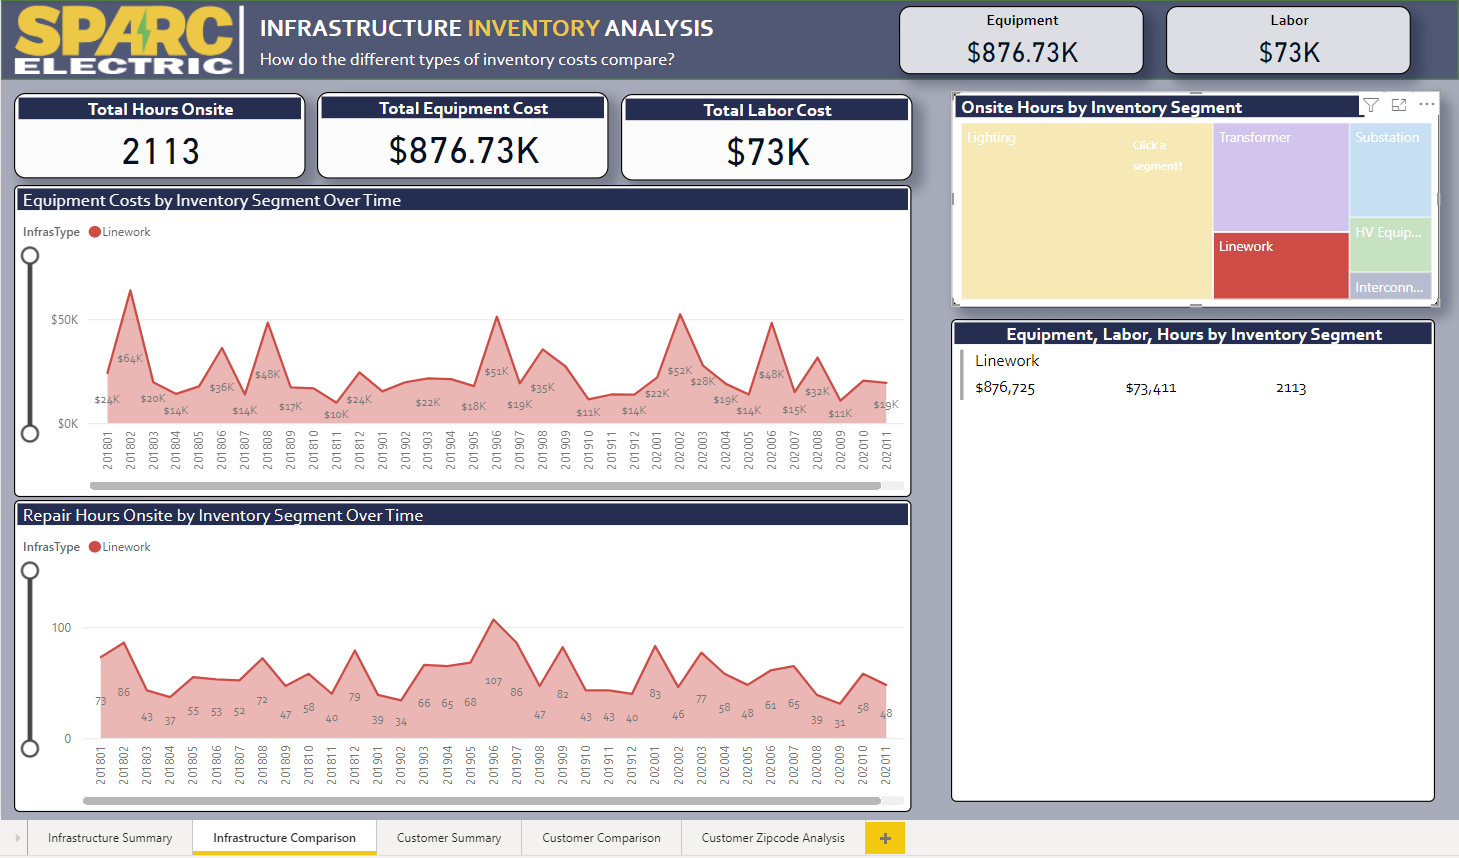 SPARC
ELECTRIC
INFRASTRUCTURE INVENTORY ANALYSIS
How do the different types of inventory costs compare?
Equipment
$876.73K
Labor
$73K
Total Hours Onsite
2113
Total Equipment Cost
$876.73K
Total Labor Cost
$73K
Onsite Hours by Inventory Segment
Lighting
Click a
segment!
Transformer
Substation
Linework
HV Equip...
Interconn...
Equipment Costs by Inventory Segment Over Time
InfrasType Linework
$50K
$0K
$24K $64K $20K $14K $36K $14K $48K $17K $10K $24K $22K $18K $51K $19K $35K $11K $14K $22K $52K $28K $19K $14K $48K $15K $32K $11K $19K
201801 201802 201803 201804 201805 201806 201807 201808 201809 201810 201811 201812 201901 201902 201903 201904 201905 201906 201907 201908 201909 201910 201911 201912 202001 202002 202003 202004 202005 202006 202007 202008 202009 202010 202011
Equipment, Labor, Hours by Inventory Segment
Linework
$876,725 $73,411 2113
Repair Hours Onsite by Inventory Segment Over Time
InfrasType Linework
100
0
73 86 43 37 55 53 52 72 47 58 40 79 39 34 66 65 68 107 86 47 82 43 43 40 83 46 77 58 48 61 65 39 31 58 48
201801 201802 201803 201804 201805 201806 201807 201808 201809 201810 201811 201812 201901 201902 201903 201904 201905 201906 201907 201908 201909 201910 201911 201912 202001 202002 202003 202004 202005 202006 202007 202008 202009 202010 202011
Infrastructure Summary
Infrastructure Comparison
Customer Summary
Customer Comparison
Customer Zipcode Analysis
+